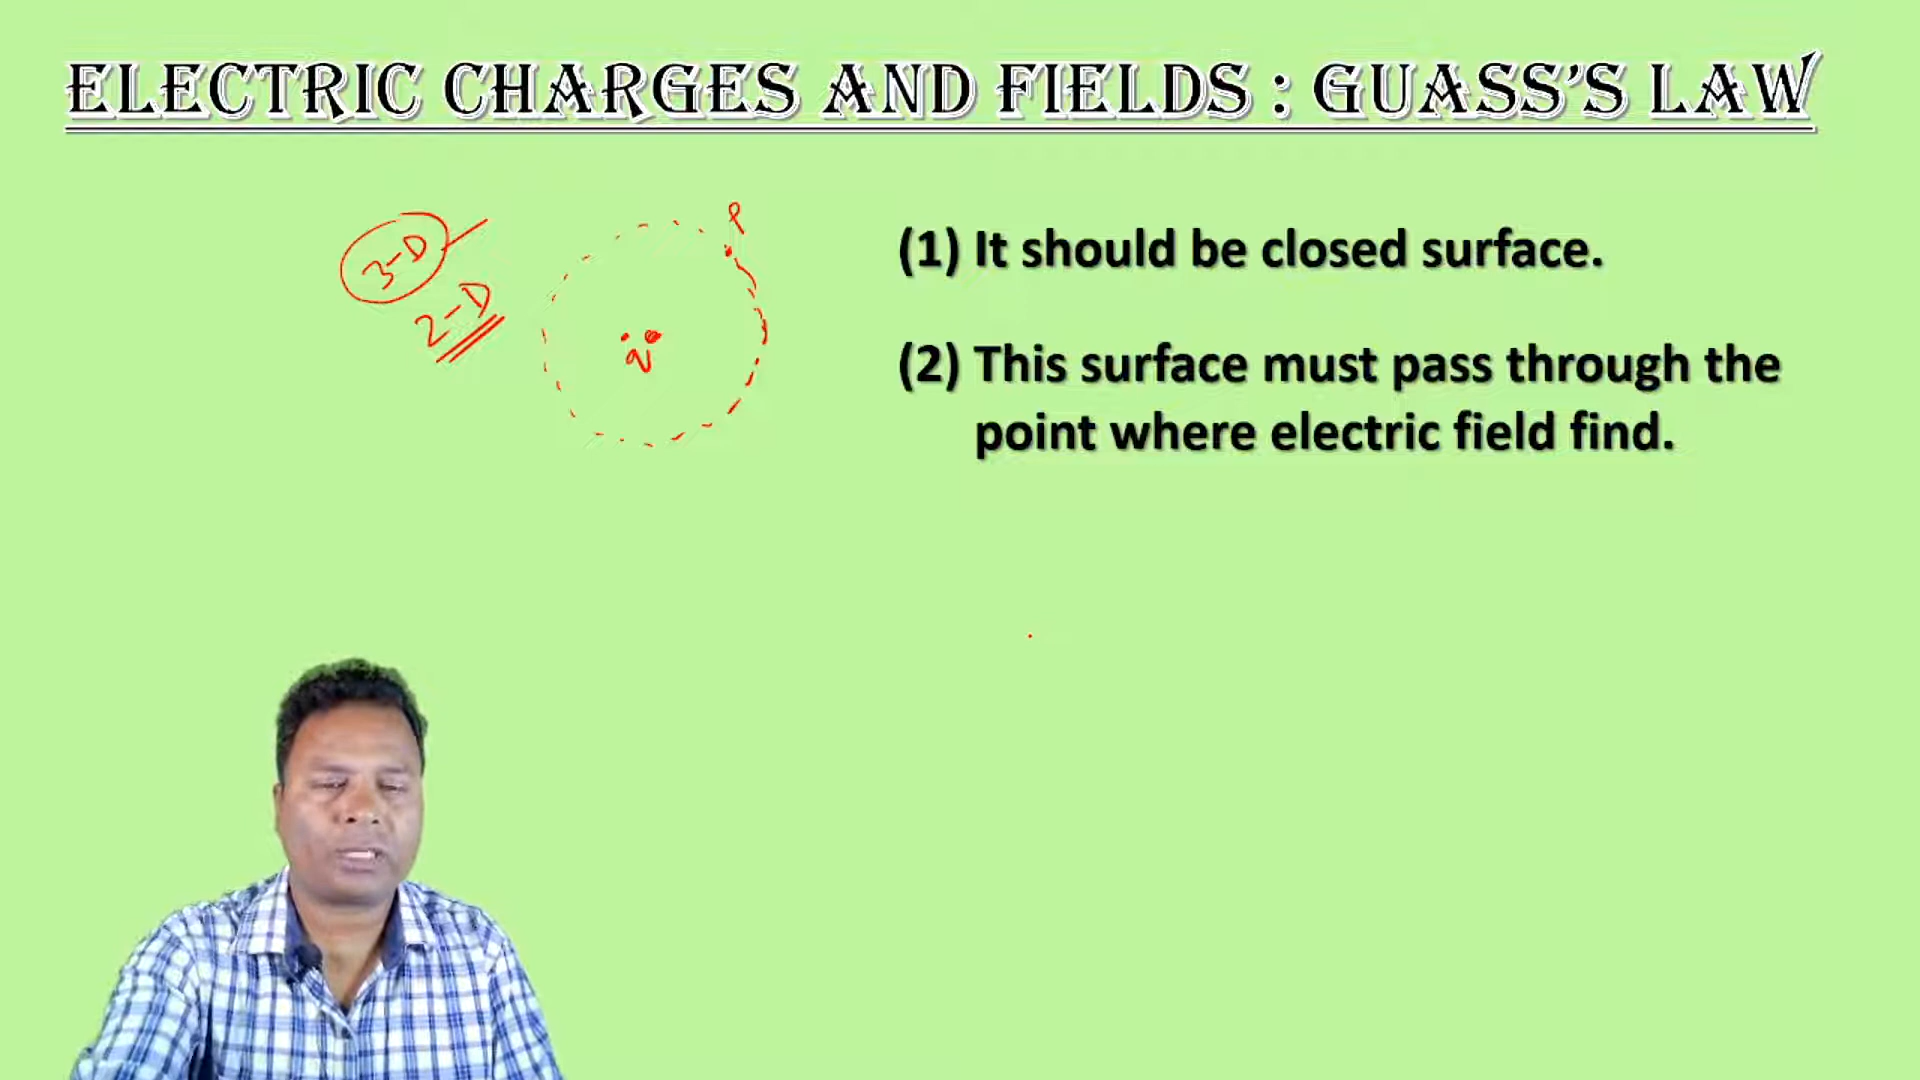 ELECTRIC CHARGES AND FIELDS : GUASS'S LAW
3-D
2-D
P
q
(1) It should be closed surface.
(2) This surface must pass through the
point where electric field find.